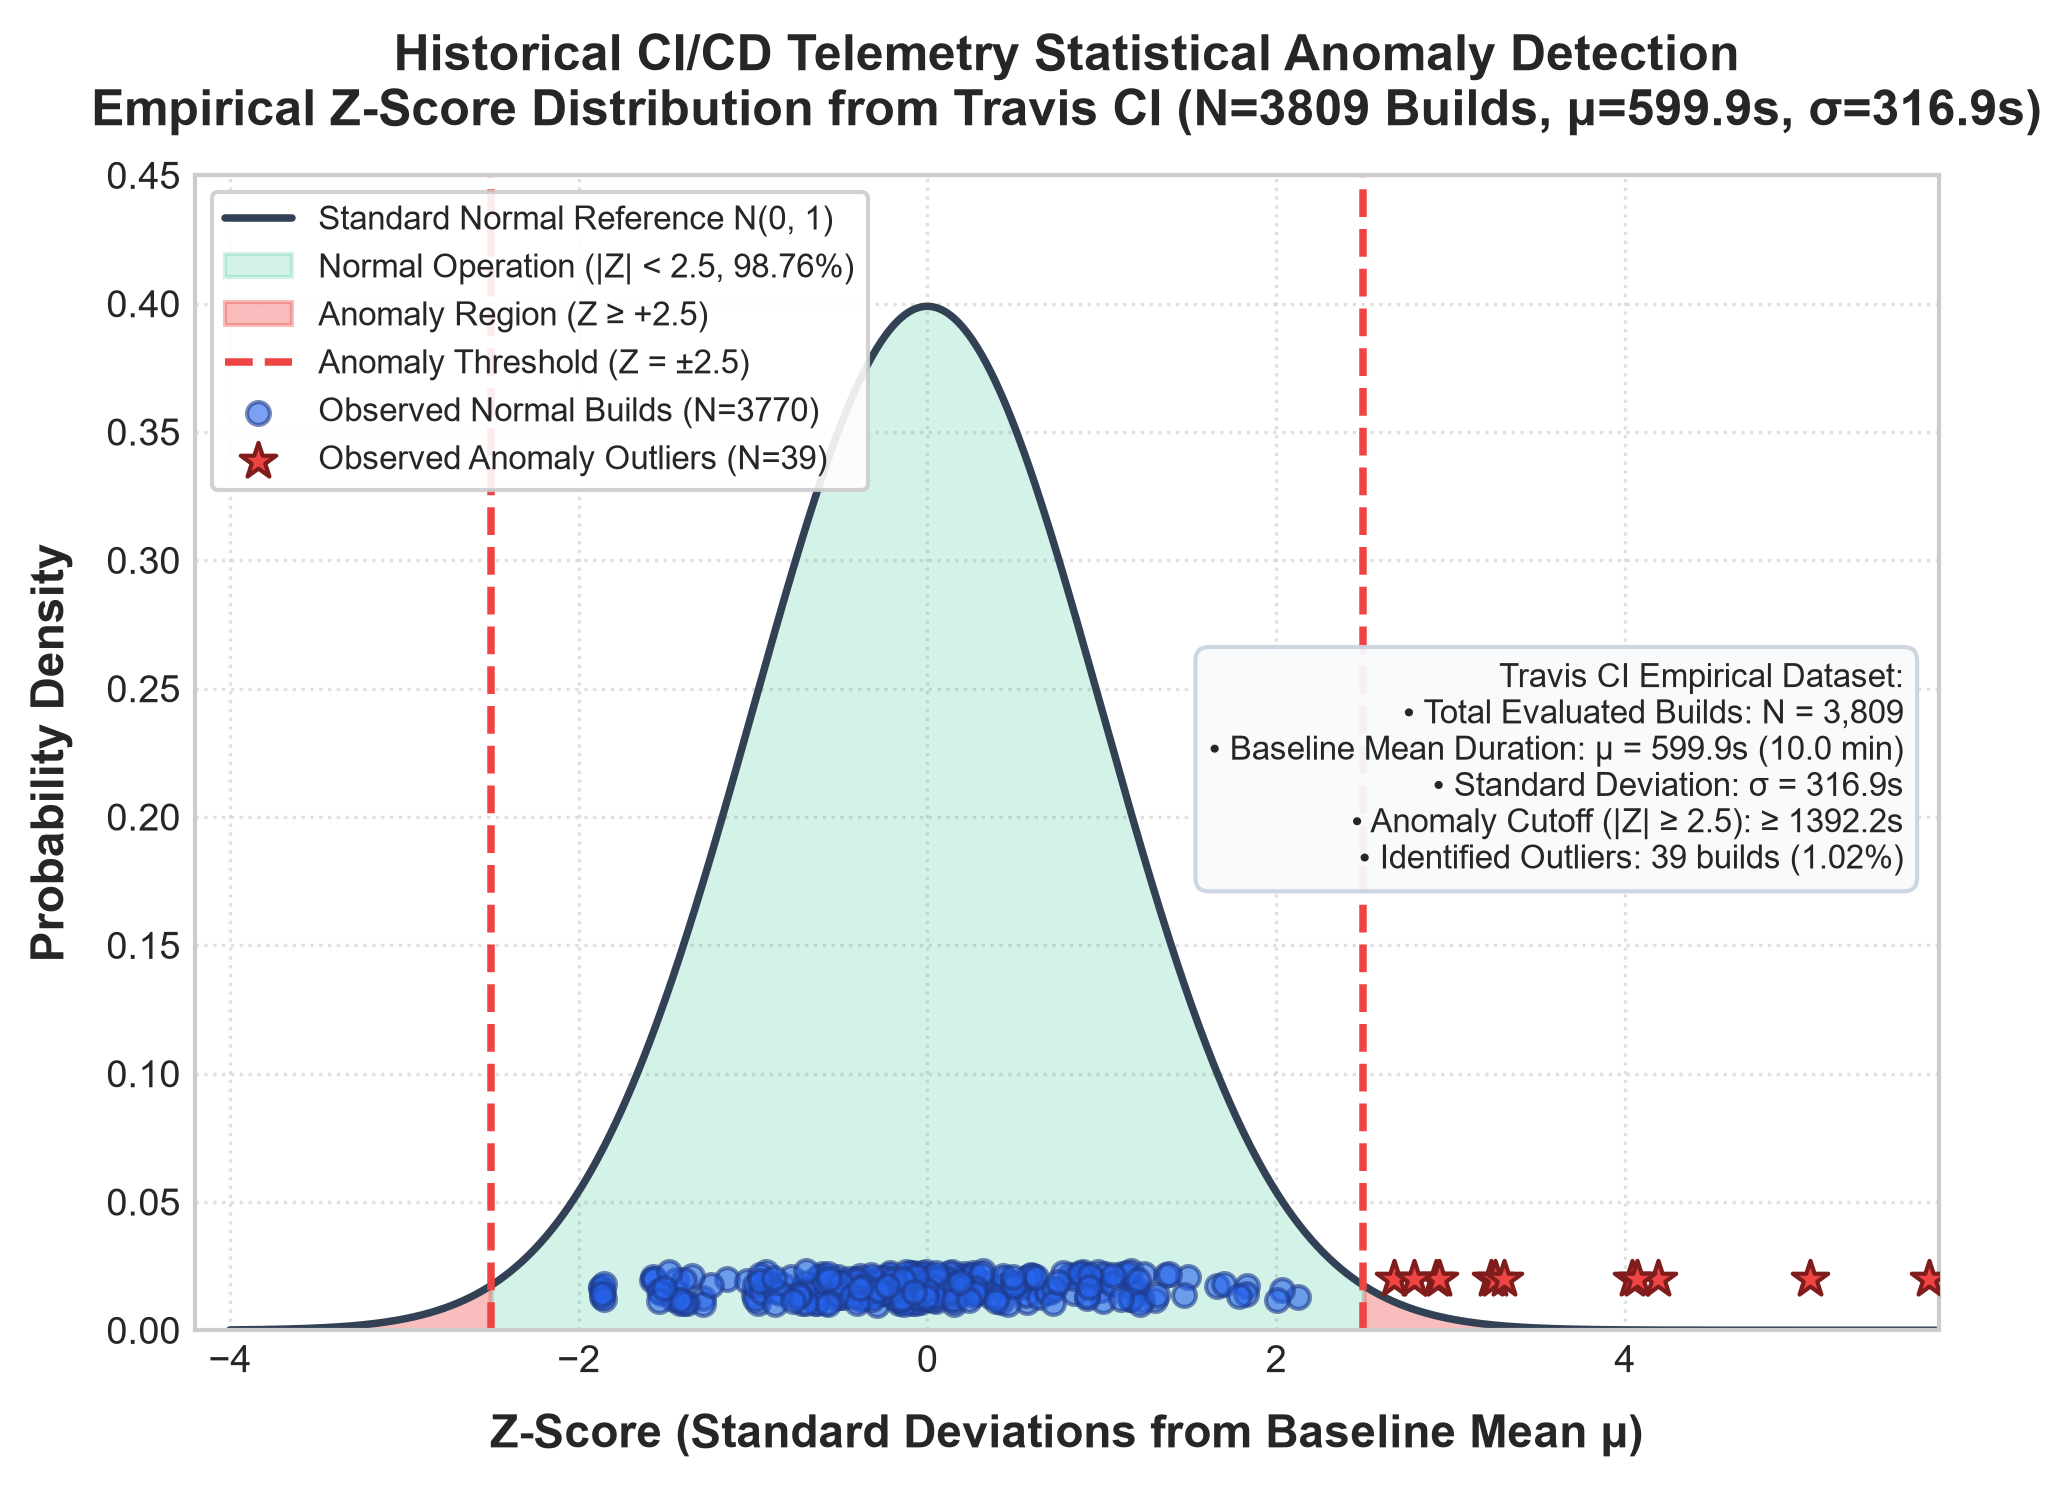 Historical CI/CD Telemetry Statistical Anomaly Detection
Empirical Z-Score Distribution from Travis CI (N=3809 Builds, μ=599.9s, σ=316.9s)
Standard Normal Reference N(0, 1)
Normal Operation (|Z| < 2.5, 98.76%)
Anomaly Region (Z ≥ +2.5)
Anomaly Threshold (Z = ±2.5)
Observed Normal Builds (N=3770)
Observed Anomaly Outliers (N=39)
Travis CI Empirical Dataset:
• Total Evaluated Builds: N = 3,809
• Baseline Mean Duration: μ = 599.9s (10.0 min)
• Standard Deviation: σ = 316.9s
• Anomaly Cutoff (|Z| ≥ 2.5): ≥ 1392.2s
• Identified Outliers: 39 builds (1.02%)
Probability Density
0.45
0.40
0.35
0.30
0.25
0.20
0.15
0.10
0.05
0.00
−4 −2 0 2 4
Z-Score (Standard Deviations from Baseline Mean μ)